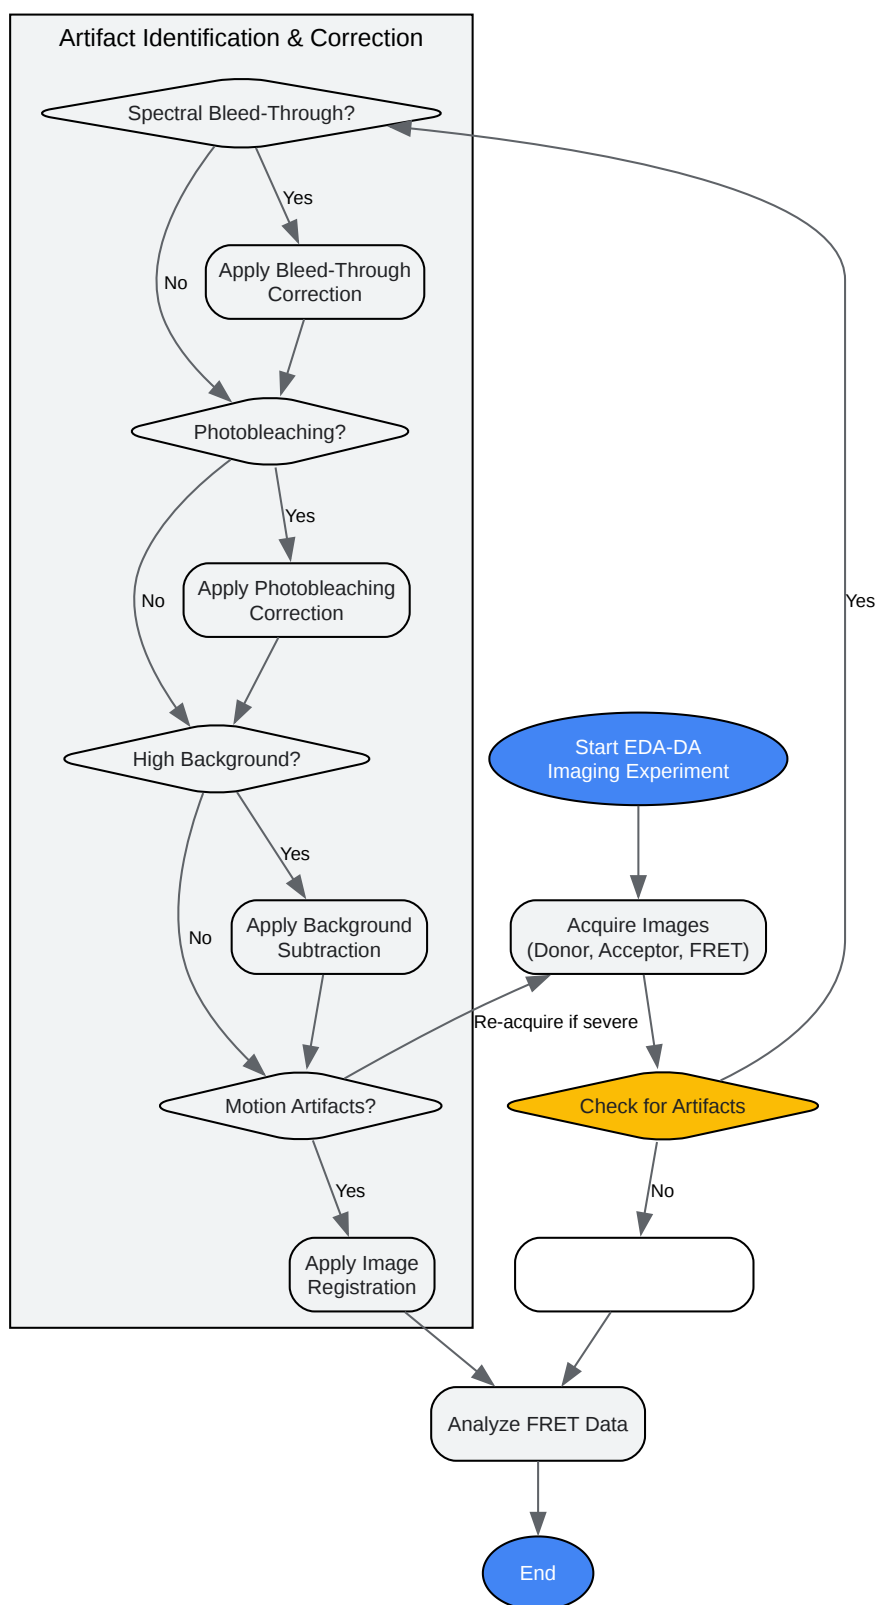 Artifact Identification & Correction
Spectral Bleed-Through?
Yes
No
Apply Bleed-Through
Correction
Photobleaching?
Yes
No
Apply Photobleaching
Correction
Yes
High Background?
Start EDA-DA
Imaging Experiment
Yes
No
Apply Background
Subtraction
Acquire Images
(Donor, Acceptor, FRET)
Re-acquire if severe
Motion Artifacts?
Check for Artifacts
Yes
No
Apply Image
Registration
Analyze FRET Data
End